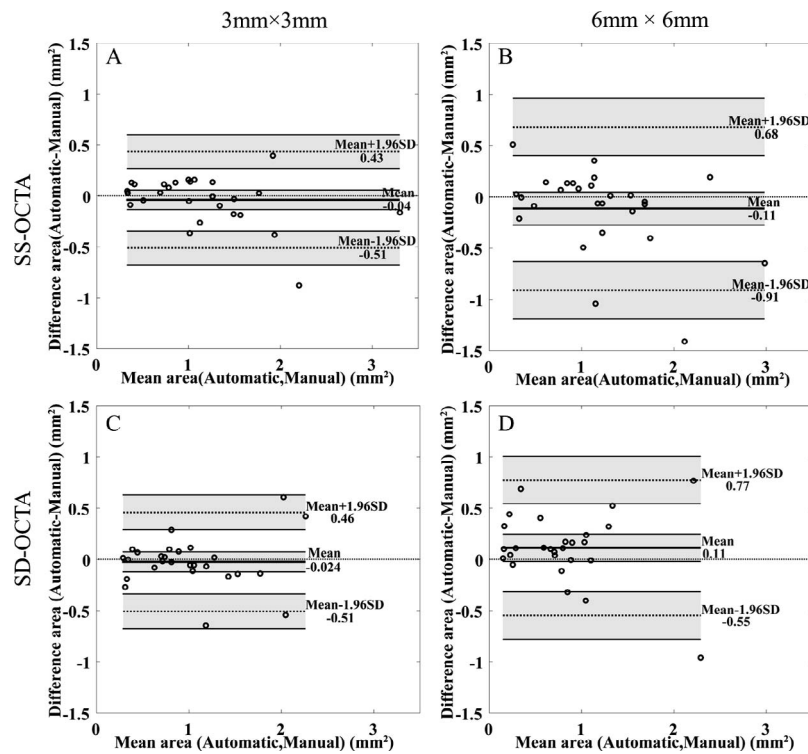 3mm×3mm
6mm × 6mm
SS-OCTA
A
Difference area(Automatic-Manual) (mm²)
1.5
1
0.5
0
-0.5
-1
-1.5
Mean+1.96SD
0.43
Mean
-0.04
Mean-1.96SD
-0.51
0
1
2
3
Mean area(Automatic,Manual) (mm²)
B
Difference area(Automatic-Manual) (mm²)
1.5
1
0.5
0
-0.5
-1
-1.5
Mean+1.96SD
0.68
Mean
-0.11
Mean-1.96SD
-0.91
0
1
2
3
Mean area(Automatic,Manual) (mm²)
SD-OCTA
C
Difference area (Automatic-Manual) (mm²)
1.5
1
0.5
0
-0.5
-1
-1.5
Mean+1.96SD
0.46
Mean
-0.024
Mean-1.96SD
-0.51
0
1
2
3
Mean area (Automatic,Manual) (mm²)
D
Difference area (Automatic-Manual) (mm²)
1.5
1
0.5
0
-0.5
-1
-1.5
Mean+1.96SD
0.77
Mean
0.11
Mean-1.96SD
-0.55
0
1
2
3
Mean area (Automatic,Manual) (mm²)